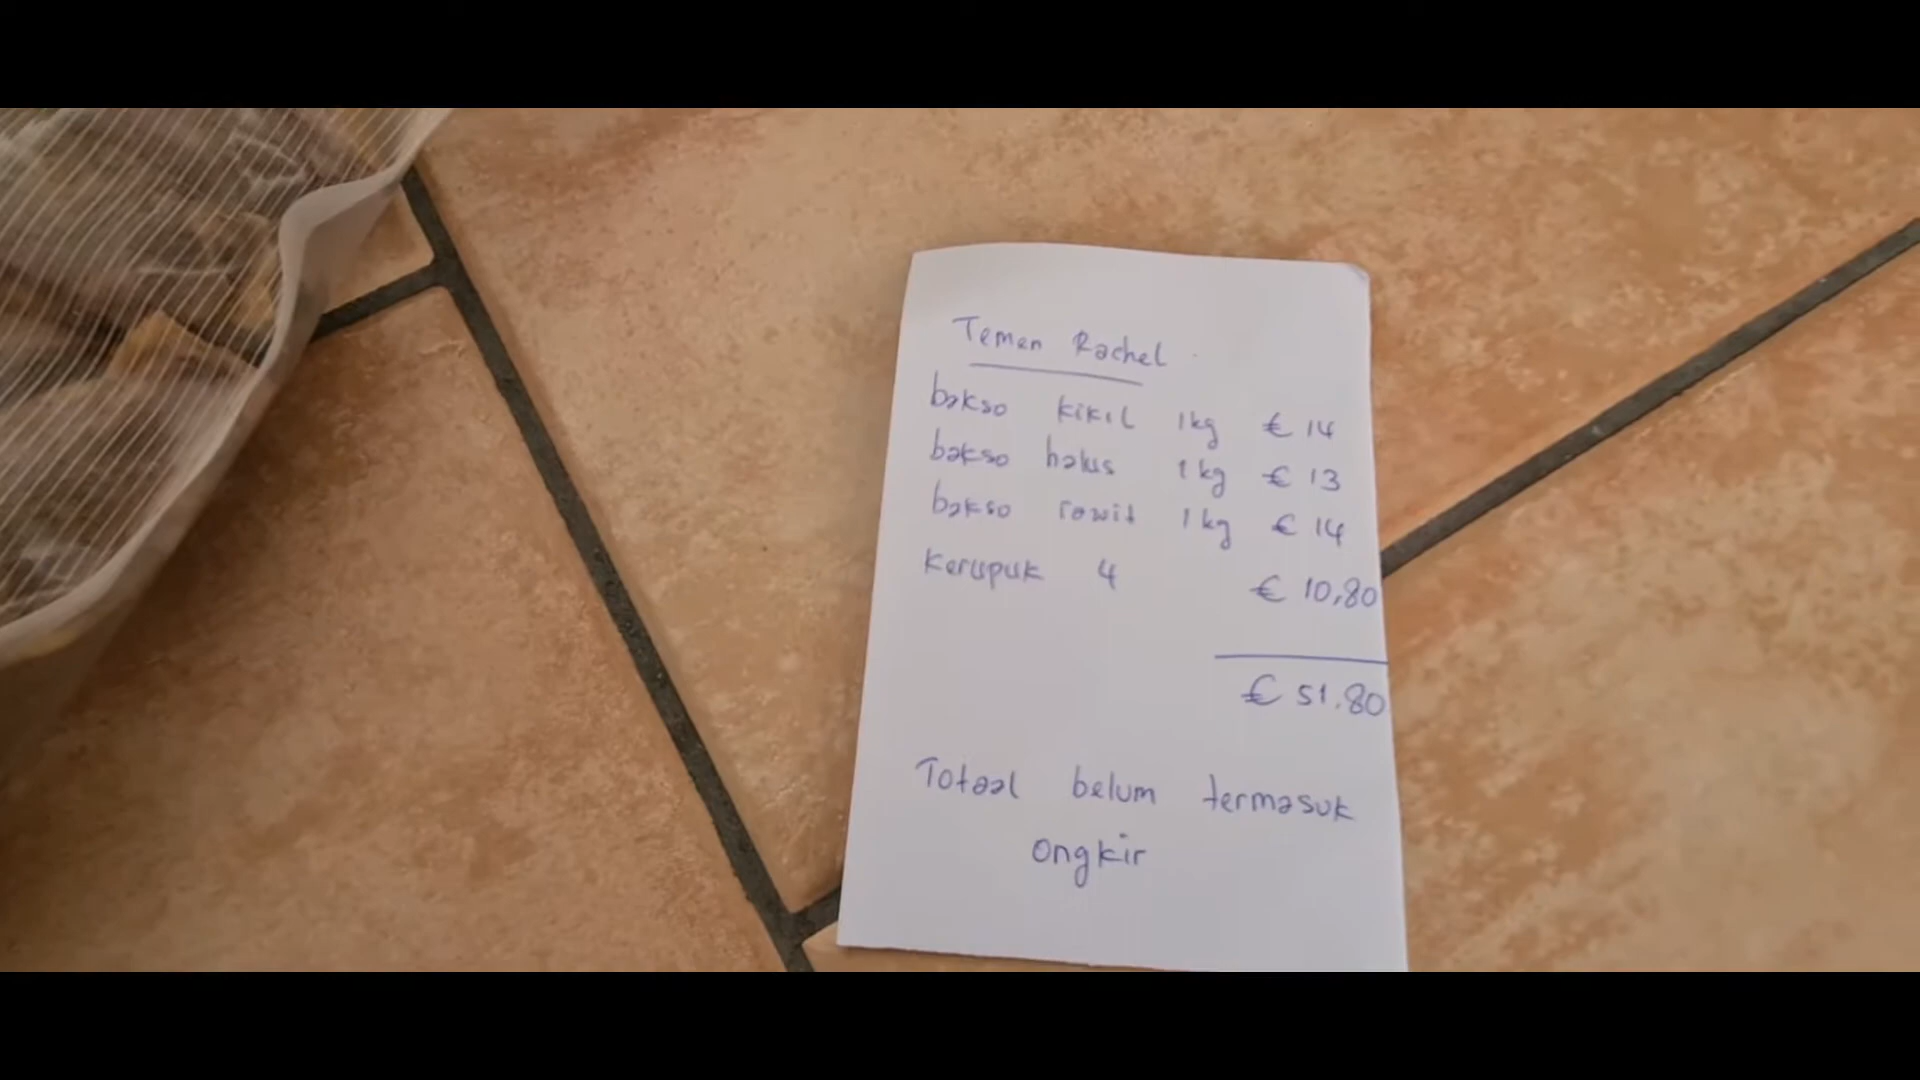 Temen Rachel
bakso kikil 1kg € 14
bakso halus 1kg € 13
bakso rawit 1kg € 14
Kerupuk 4 € 10,80
€ 51.80
Totaal belum termasuk
ongkir